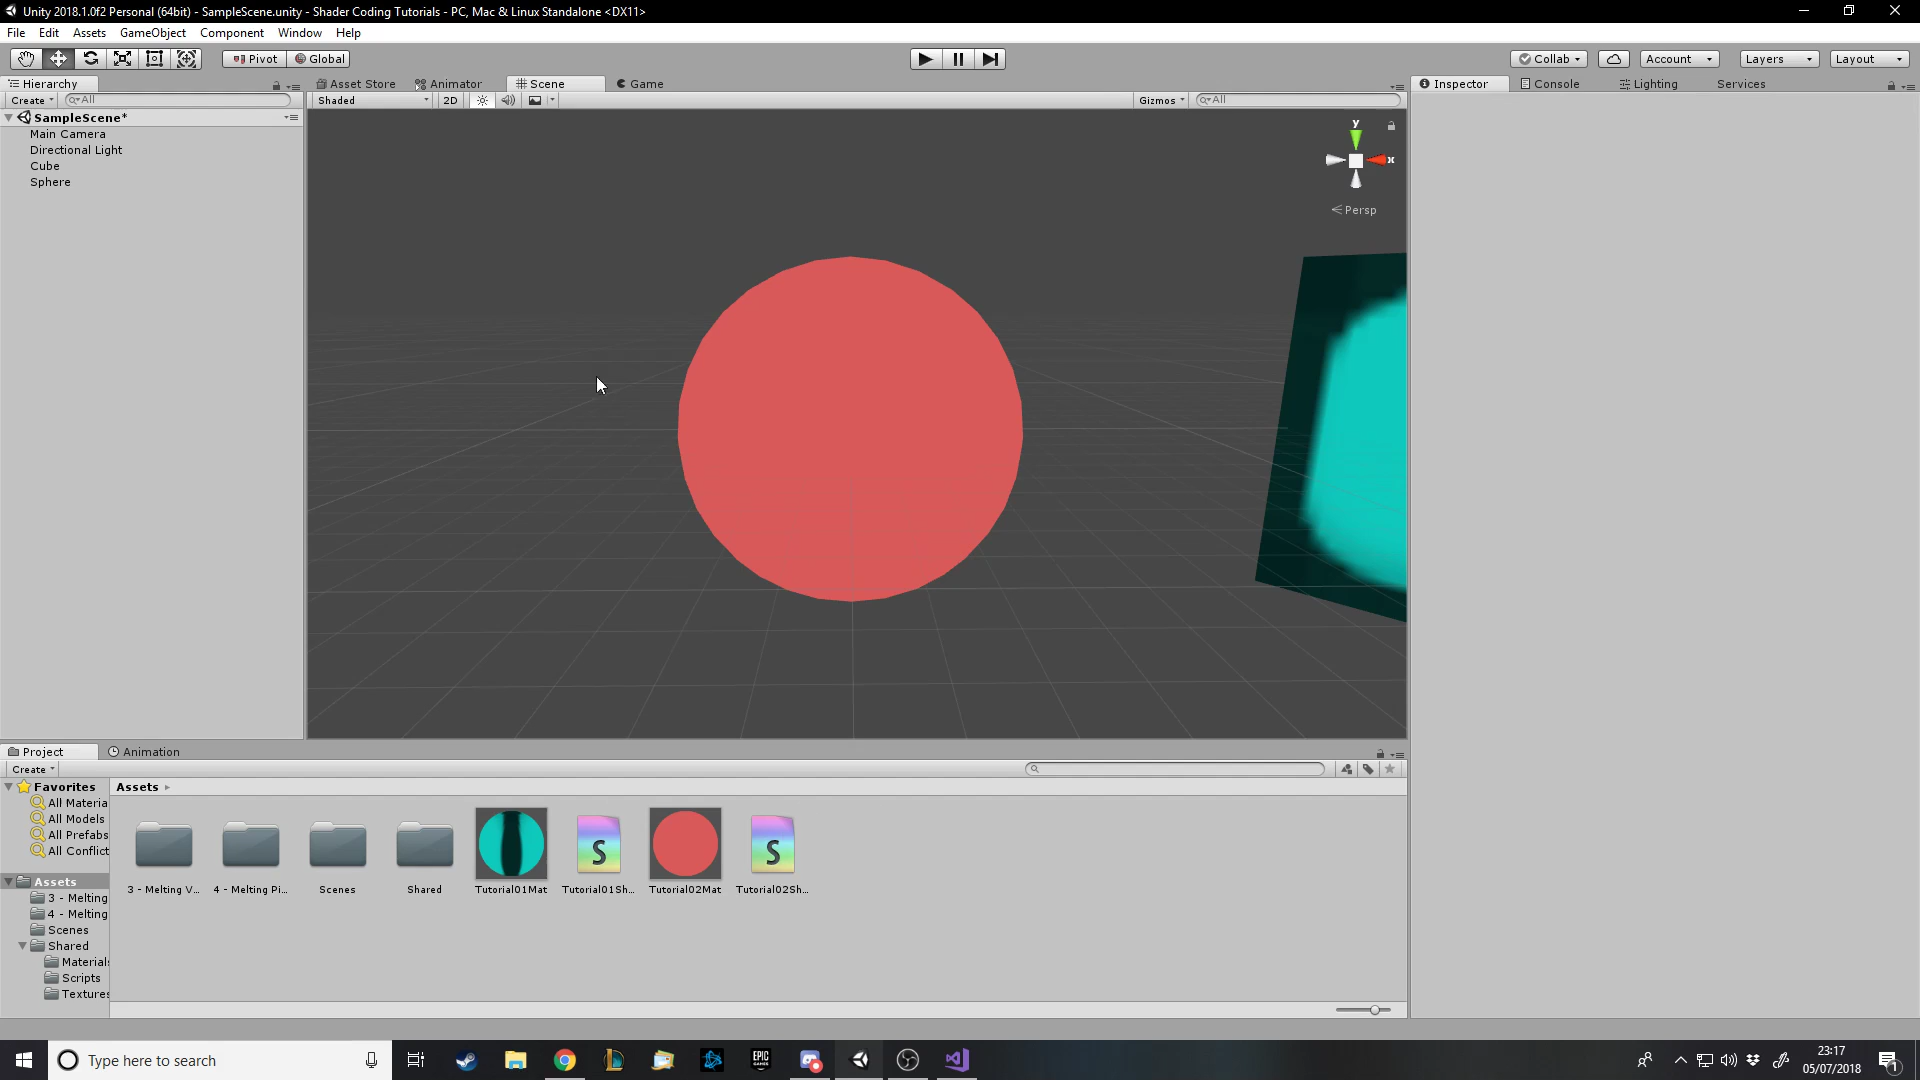 Unity 2018.1.0f2 Personal (64bit) - SampleScene.unity - Shader Coding Tutorials - PC, Mac & Linux Standalone <DX11>
File Edit Assets GameObject Component Window Help
Pivot Global Collab Account Layers Layout
Hierarchy Asset Store Animator Scene Game Inspector Console Lighting Services
Create All Shaded 2D Gizmos All
SampleScene*
Main Camera
Directional Light
Cube
Sphere
y
x
Persp
Project Animation
Create
Favorites
All Materia
All Models
All Prefabs
All Conflict
Assets
3 - Melting
4 - Melting
Scenes
Shared
Materials
Scripts
Textures
Assets
S S
3 - Melting V... 4 - Melting Pi... Scenes Shared Tutorial01Mat Tutorial01Sh... Tutorial02Mat Tutorial02Sh...
Type here to search
EPIC
GAMES
23:17
05/07/2018
1